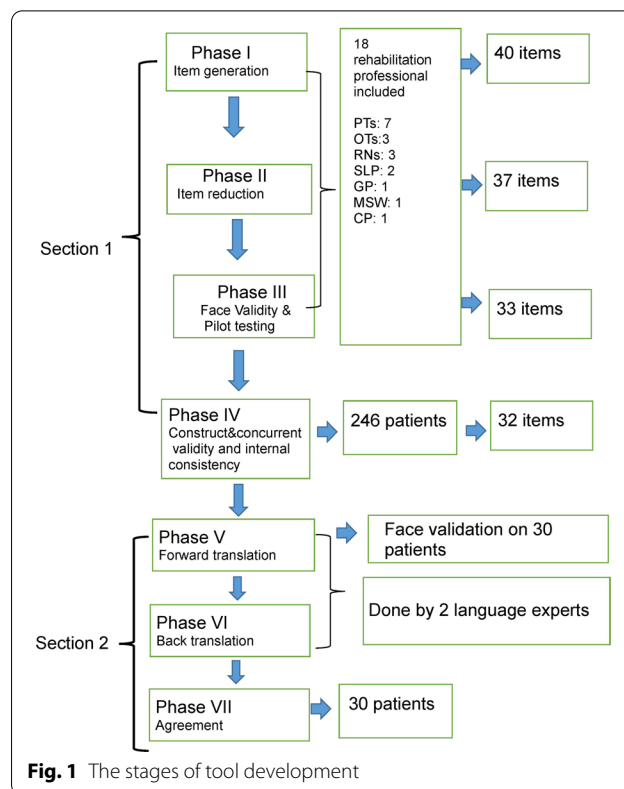 Phase I
Item generation
18
rehabilitation
professional
included
PTs: 7
OTs:3
RNs: 3
SLP: 2
GP: 1
MSW: 1
CP: 1
40 items
Phase II
Item reduction
37 items
Section 1
Phase III
Face Validity &
Pilot testing
33 items
Phase IV
Construct&concurrent
validity and internal
consistency
246 patients
32 items
Phase V
Forward translation
Face validation on 30
patients
Section 2
Phase VI
Back translation
Done by 2 language experts
Phase VII
Agreement
30 patients
Fig. 1 The stages of tool development